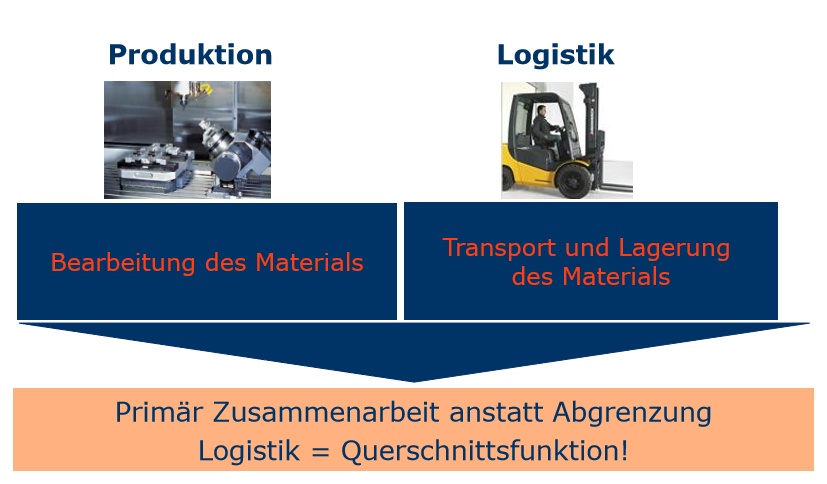 Produktion
Logistik
Bearbeitung des Materials
Transport und Lagerung
des Materials
Primär Zusammenarbeit anstatt Abgrenzung
Logistik = Querschnittsfunktion!